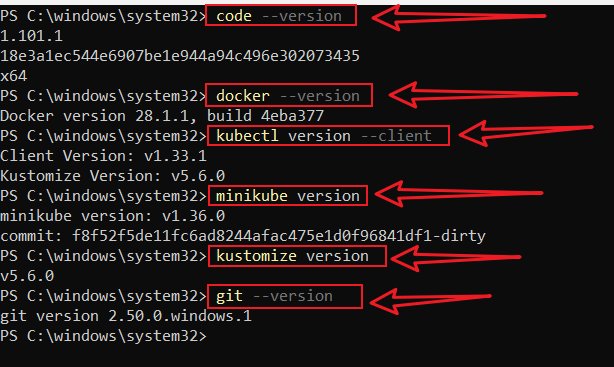 PS C:\windows\system32> code --version
1.101.1
18e3a1ec544e6907be1e944a94c496e302073435
x64
PS C:\windows\system32> docker --version
Docker version 28.1.1, build 4eba377
PS C:\windows\system32> kubectl version --client
Client Version: v1.33.1
Kustomize Version: v5.6.0
PS C:\windows\system32> minikube version
minikube version: v1.36.0
commit: f8f52f5de11fc6ad8244afac475e1d0f96841df1-dirty
PS C:\windows\system32> kustomize version
v5.6.0
PS C:\windows\system32> git --version
git version 2.50.0.windows.1
PS C:\windows\system32>